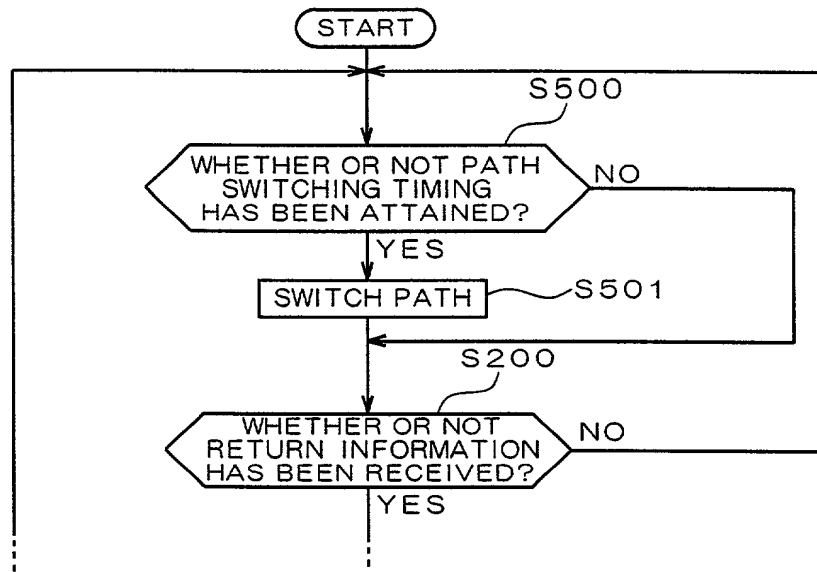 START
S500
WHETHER OR NOT PATH
SWITCHING TIMING
HAS BEEN ATTAINED?
NO
YES
SWITCH PATH
S501
S200
WHETHER OR NOT
RETURN INFORMATION
HAS BEEN RECEIVED?
NO
YES